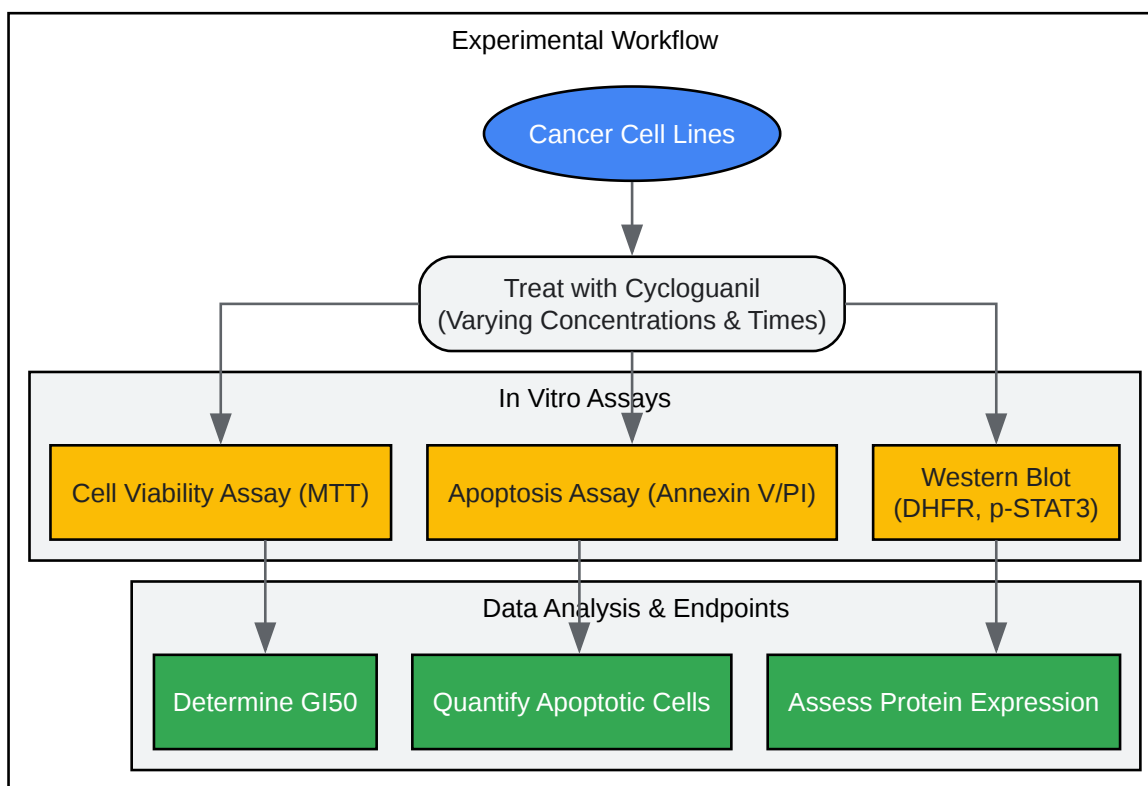 Experimental Workflow
Cancer Cell Lines
Treat with Cycloguanil
(Varying Concentrations & Times)
In Vitro Assays
Cell Viability Assay (MTT)
Apoptosis Assay (Annexin V/PI)
Western Blot
(DHFR, p-STAT3)
Data Analysis & Endpoints
Determine GI50
Quantify Apoptotic Cells
Assess Protein Expression